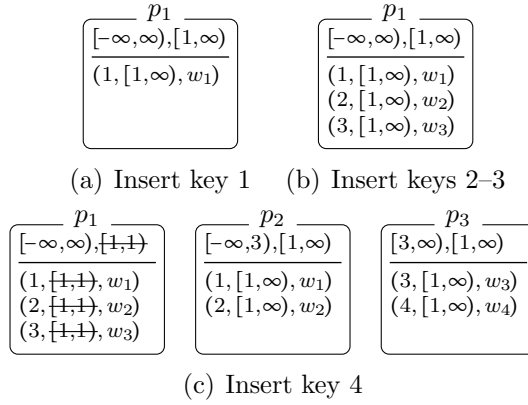 p₁ p₁
[-∞,∞),[1,∞) [-∞,∞),[1,∞)
(1, [1,∞), w₁) (1, [1,∞), w₁)
(2, [1,∞), w₂)
(3, [1,∞), w₃)
(a) Insert key 1 (b) Insert keys 2–3
p₁ p₂ p₃
[-∞,∞),[1,1) [-∞,3),[1,∞) [3,∞),[1,∞)
(1, [1,1), w₁) (1, [1,∞), w₁) (3, [1,∞), w₃)
(2, [1,1), w₂) (2, [1,∞), w₂) (4, [1,∞), w₄)
(3, [1,1), w₃)
(c) Insert key 4